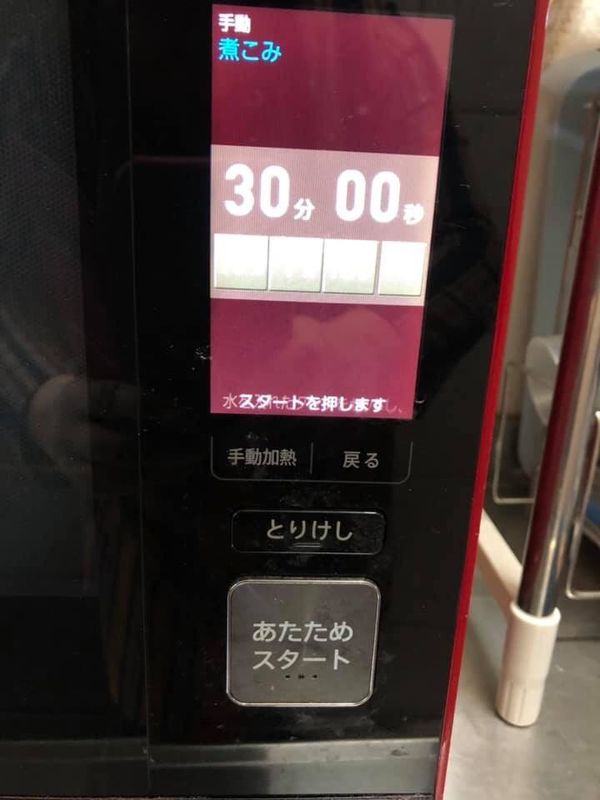 手動
煮こみ
30分 00秒
スタートを押します
手動加熱 戻る
とりけし
あたため
スタート